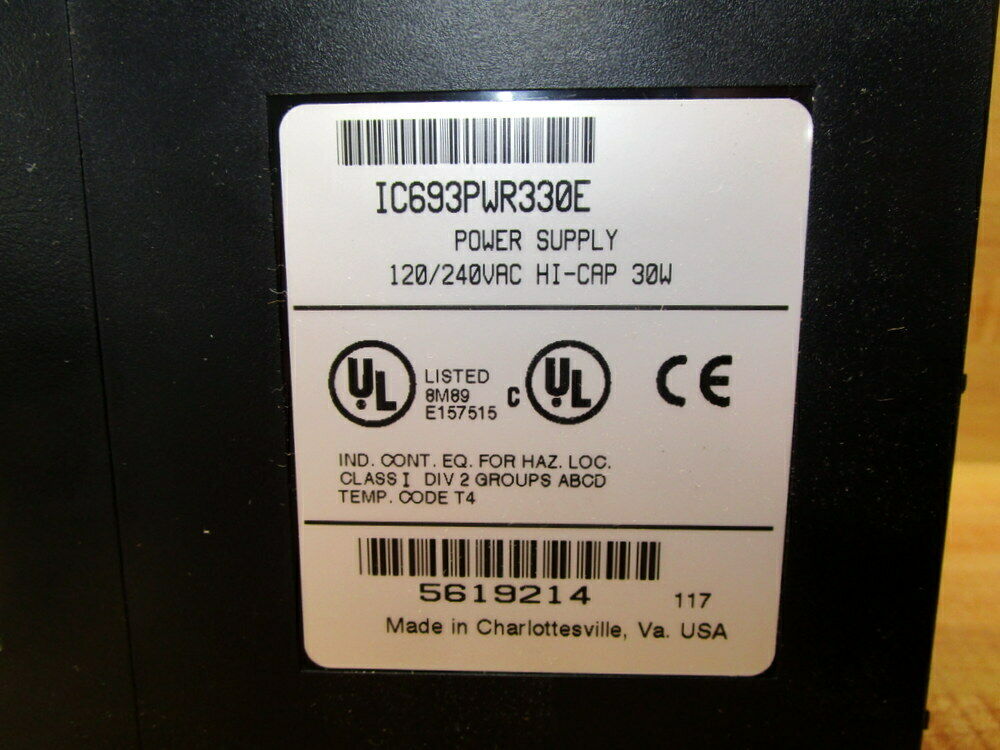 IC693PWR330E
POWER SUPPLY
120/240VAC HI-CAP 30W
UL LISTED 8M89 E157515 C UL CE
IND. CONT. EQ. FOR HAZ. LOC.
CLASS I DIV 2 GROUPS ABCD
TEMP. CODE T4
5619214 117
Made in Charlottesville, Va. USA